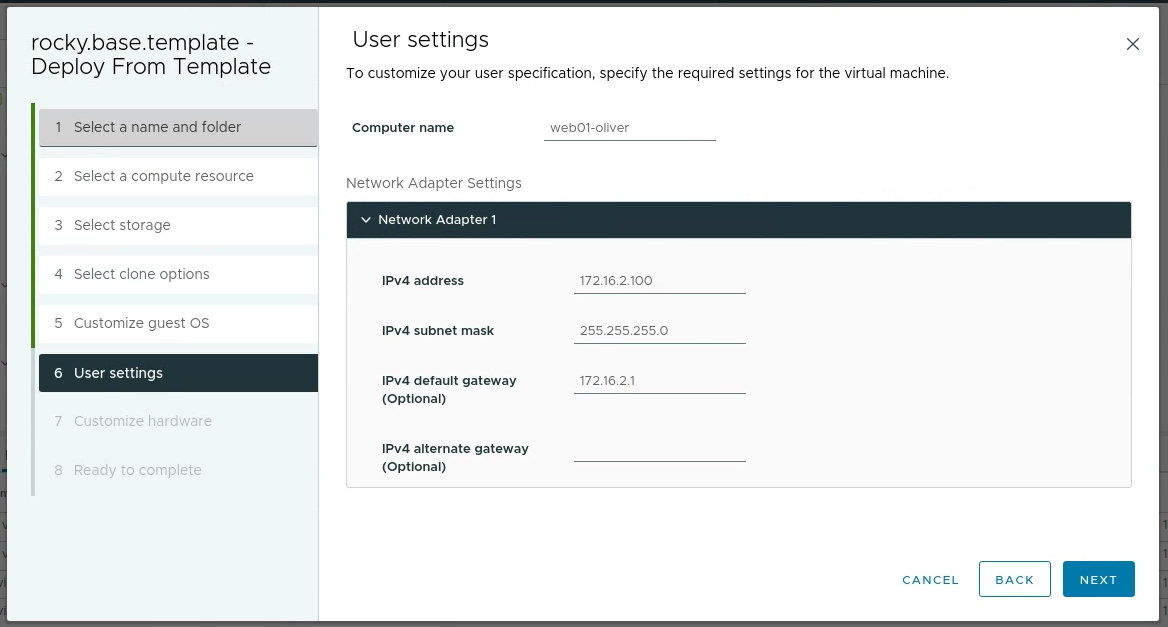 rocky.base.template -
Deploy From Template
1 Select a name and folder
2 Select a compute resource
3 Select storage
4 Select clone options
5 Customize guest OS
6 User settings
7 Customize hardware
8 Ready to complete
User settings
To customize your user specification, specify the required settings for the virtual machine.
Computer name web01-oliver
Network Adapter Settings
Network Adapter 1
IPv4 address 172.16.2.100
IPv4 subnet mask 255.255.255.0
IPv4 default gateway 172.16.2.1
(Optional)
IPv4 alternate gateway
(Optional)
CANCEL BACK NEXT